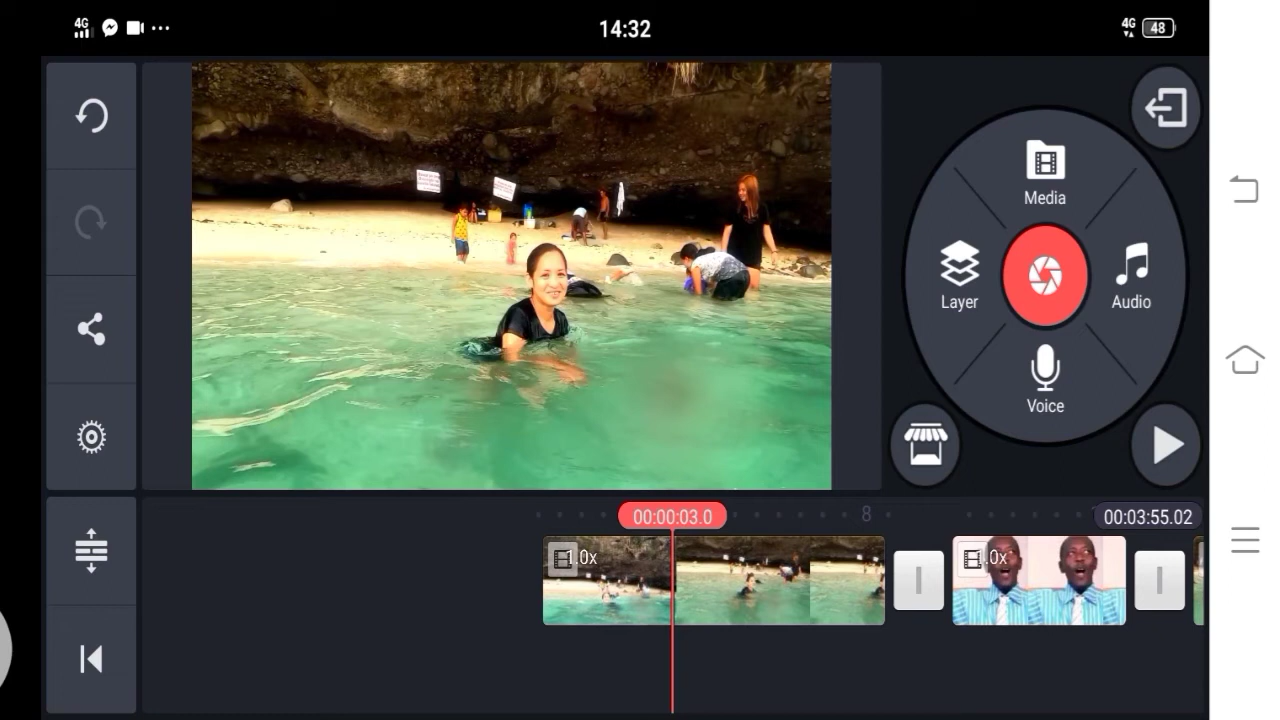 4G 14:32 4G 48
Media
Layer
Audio
Voice
00:00:03.0 8 00:03:55.02
1.0x 1.0x